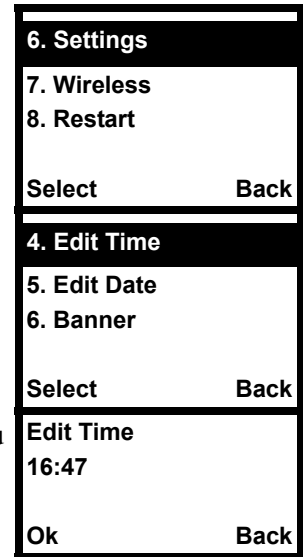 6. Settings
7. Wireless
8. Restart
Select Back
4. Edit Time
5. Edit Date
6. Banner
Select Back
Edit Time
16:47
Ok Back